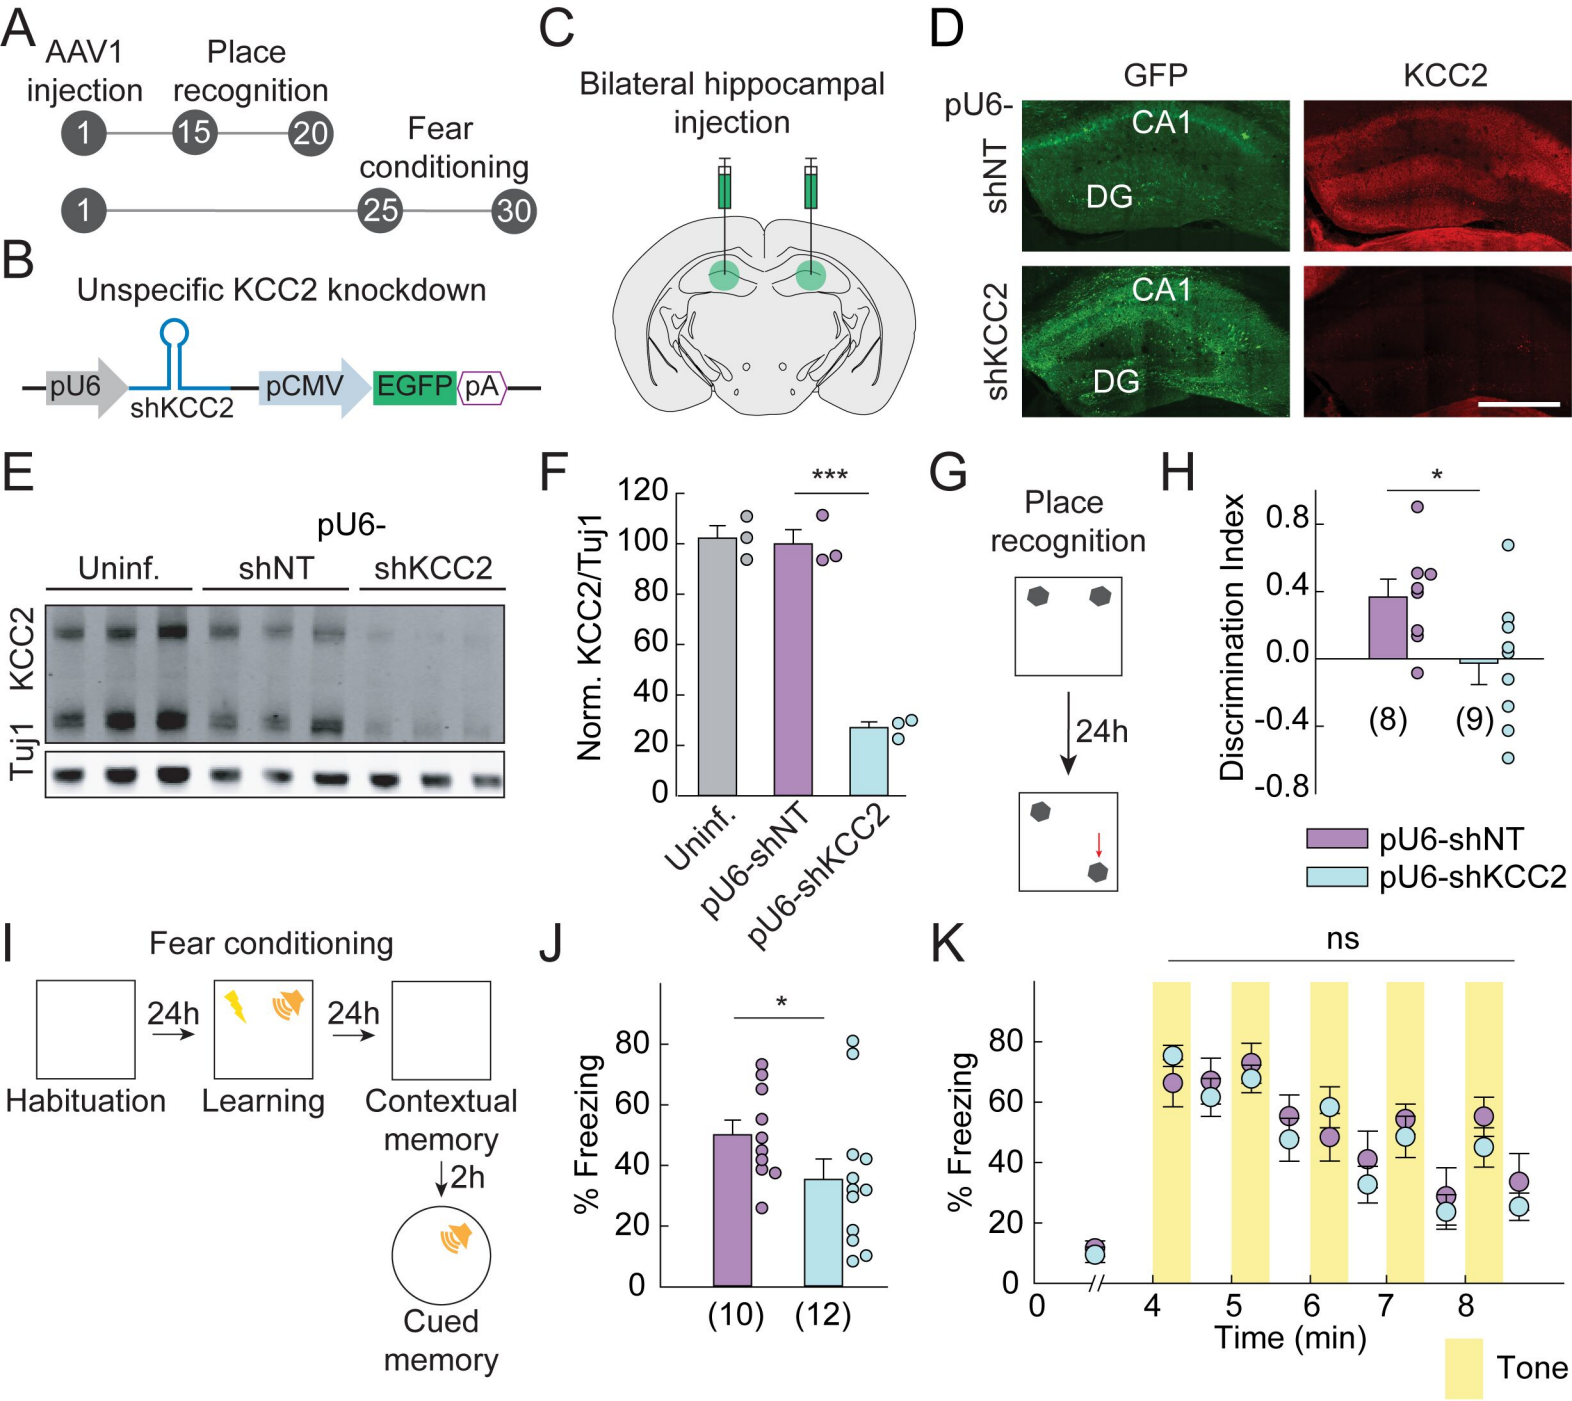 A
AAV1
injection
Place
recognition
1
15
20
Fear
conditioning
1
25
30
B
Unspecific KCC2 knockdown
pU6
shKCC2
pCMV
EGFP
pA
C
Bilateral hippocampal
injection
D
GFP
KCC2
pU6-
shNT
CA1
DG
shKCC2
CA1
DG
E
pU6-
Uninf.
shNT
shKCC2
KCC2
Tuj1
F
***
Norm. KCC2/Tuj1
120
100
80
60
40
20
0
Uninf.
pU6-shNT
pU6-shKCC2
G
Place
recognition
24h
H
*
Discrimination Index
0.8
0.4
0.0
-0.4
-0.8
(8)
(9)
pU6-shNT
pU6-shKCC2
I
Fear conditioning
24h
24h
Habituation
Learning
Contextual
memory
2h
Cued
memory
J
*
% Freezing
80
60
40
20
0
(10)
(12)
K
ns
% Freezing
80
60
40
20
0
0
4
5
6
7
8
Time (min)
Tone